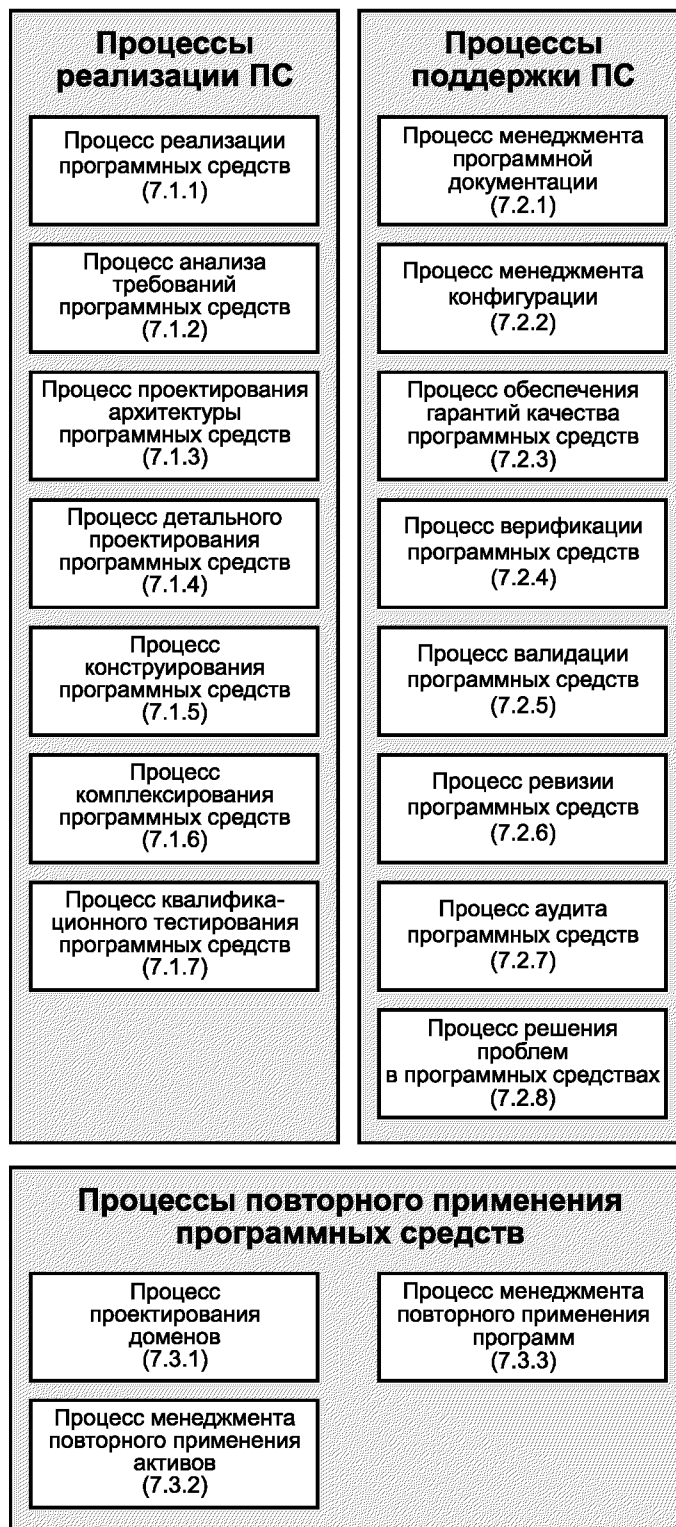 Процессы
реализации ПС
Процесс реализации
программных средств
(7.1.1)
Процесс анализа
требований
программных средств
(7.1.2)
Процесс проектирования
архитектуры
программных средств
(7.1.3)
Процесс детального
проектирования
программных средств
(7.1.4)
Процесс
конструирования
программных средств
(7.1.5)
Процесс
комплексирования
программных средств
(7.1.6)
Процесс квалифика-
ционного тестирования
программных средств
(7.1.7)
Процессы
поддержки ПС
Процесс менеджмента
программной
документации
(7.2.1)
Процесс менеджмента
конфигурации
(7.2.2)
Процесс обеспечения
гарантий качества
программных средств
(7.2.3)
Процесс верификации
программных средств
(7.2.4)
Процесс валидации
программных средств
(7.2.5)
Процесс ревизии
программных средств
(7.2.6)
Процесс аудита
программных средств
(7.2.7)
Процесс решения
проблем
в программных средствах
(7.2.8)
Процессы повторного применения
программных средств
Процесс
проектирования
доменов
(7.3.1)
Процесс менеджмента
повторного применения
активов
(7.3.2)
Процесс менеджмента
повторного применения
программ
(7.3.3)